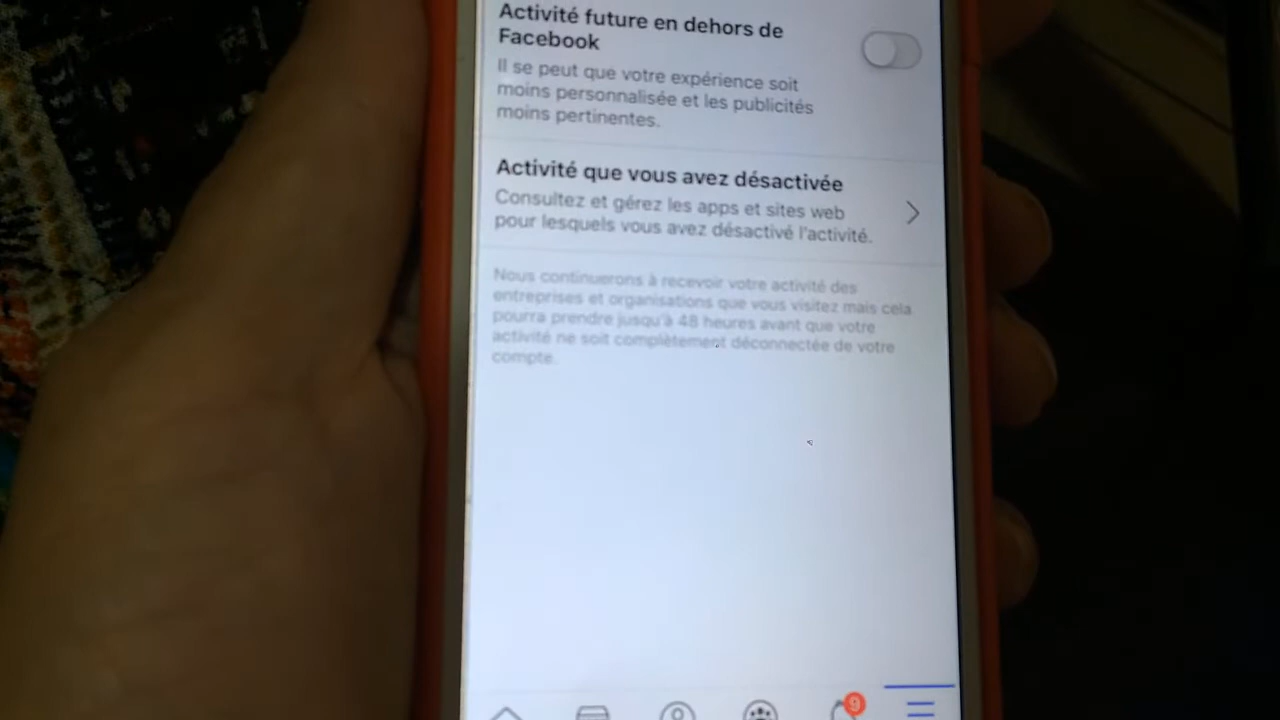 Activité future en dehors de
Facebook
Il se peut que votre expérience soit
moins personnalisée et les publicités
moins pertinentes.
Activité que vous avez désactivée
Consultez et gérez les apps et sites web
pour lesquels vous avez désactivé l'activité.
Nous continuerons à recevoir votre activité des
entreprises et organisations que vous visitez mais cela
pourra prendre jusqu'à 48 heures avant que votre
activité ne soit complètement déconnectée de votre
compte.
9